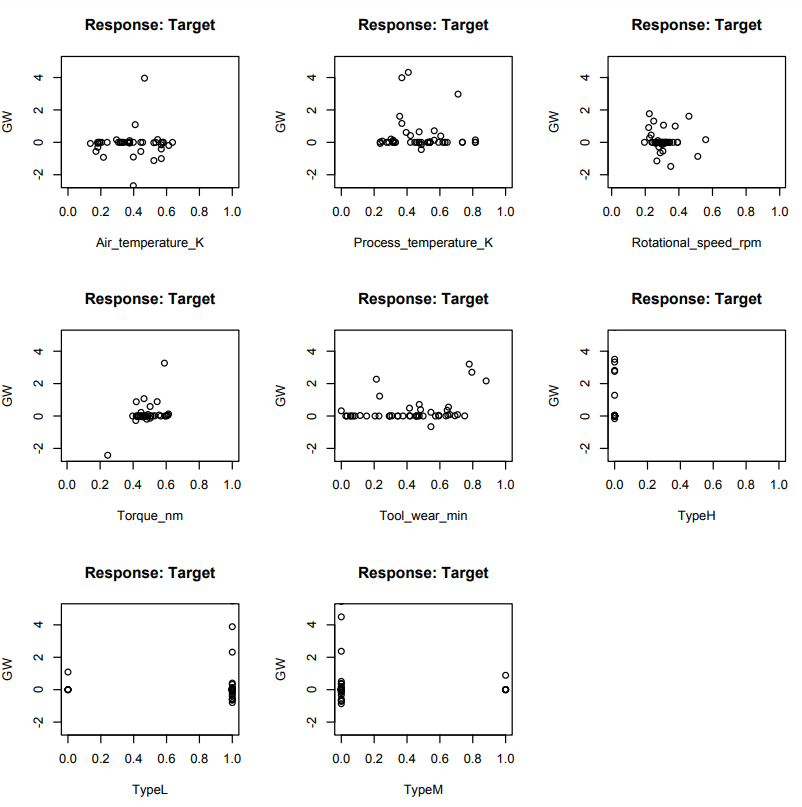 Response: Target Response: Target Response: Target
GW GW GW
4 4 4
2 2 2
0 0 0
-2 -2 -2
0.0 0.2 0.4 0.6 0.8 1.0 0.0 0.2 0.4 0.6 0.8 1.0 0.0 0.2 0.4 0.6 0.8 1.0
Air_temperature_K Process_temperature_K Rotational_speed_rpm
Response: Target Response: Target Response: Target
GW GW GW
4 4 4
2 2 2
0 0 0
-2 -2 -2
0.0 0.2 0.4 0.6 0.8 1.0 0.0 0.2 0.4 0.6 0.8 1.0 0.0 0.2 0.4 0.6 0.8 1.0
Torque_nm Tool_wear_min TypeH
Response: Target Response: Target
GW GW
4 4
2 2
0 0
-2 -2
0.0 0.2 0.4 0.6 0.8 1.0 0.0 0.2 0.4 0.6 0.8 1.0
TypeL TypeM